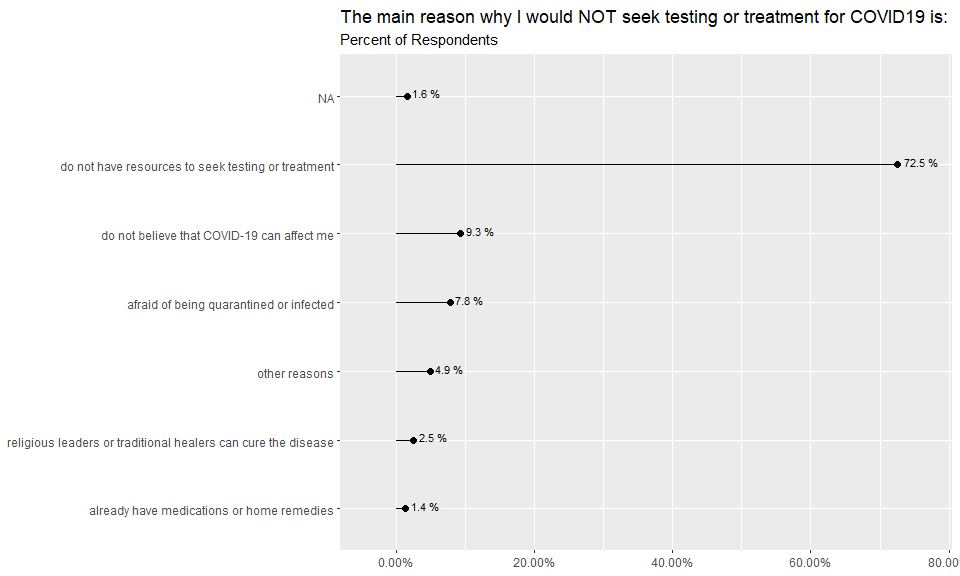 The main reason why I would NOT seek testing or treatment for COVID19 is:
Percent of Respondents
NA
1.6 %
do not have resources to seek testing or treatment
72.5 %
do not believe that COVID-19 can affect me
9.3 %
afraid of being quarantined or infected
7.8 %
other reasons
4.9 %
religious leaders or traditional healers can cure the disease
2.5 %
already have medications or home remedies
1.4 %
0.00% 20.00% 40.00% 60.00% 80.00